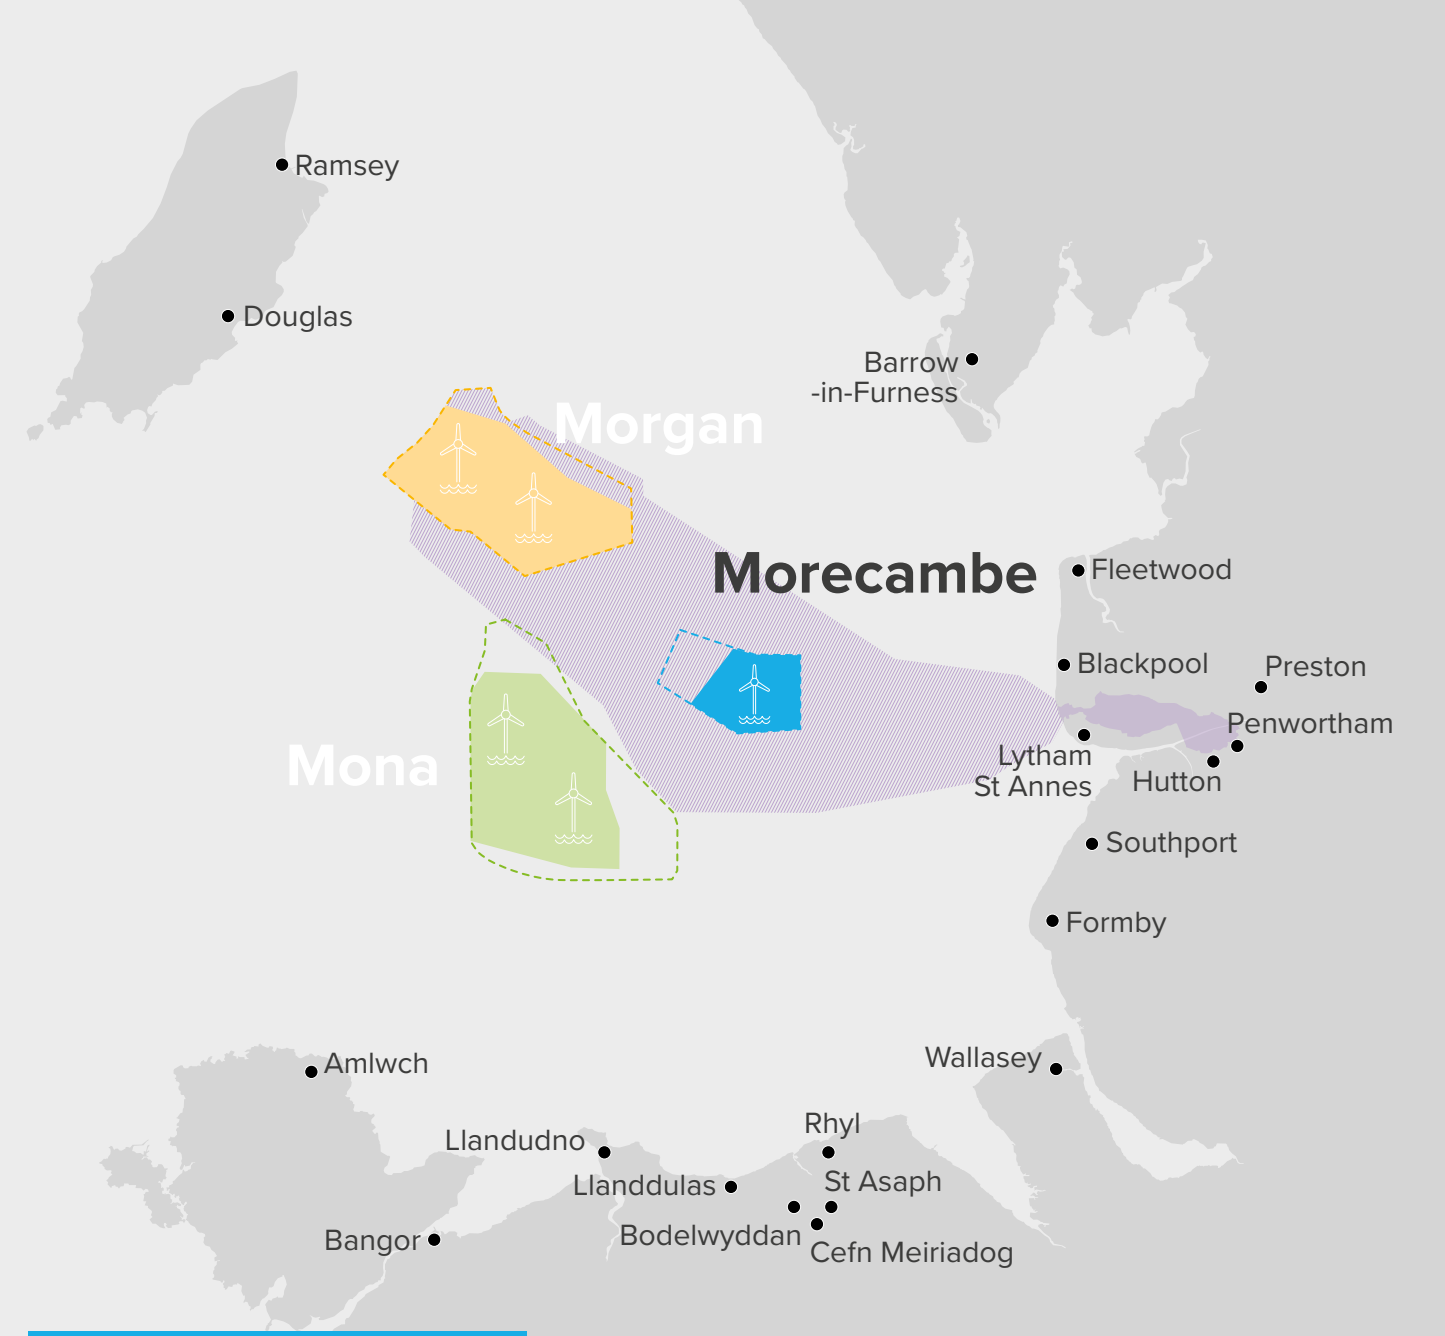 Ramsey
Douglas
Barrow
-in-Furness
Morgan
Morecambe
Fleetwood
Blackpool
Preston
Penwortham
Lytham
St Annes
Hutton
Mona
Southport
Formby
Wallasey
Amlwch
Rhyl
Llandudno
St Asaph
Llanddulas
Bodelwyddan
Bangor
Cefn Meiriadog